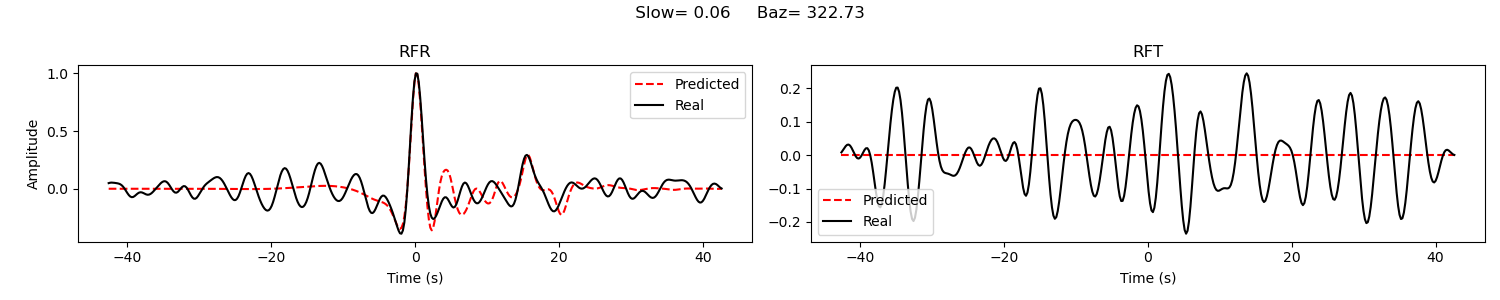 Slow= 0.06 Baz= 322.73
RFR
1.0
0.5
0.0
Amplitude
−40
−20
0
20
40
Time (s)
Predicted
Real
RFT
0.2
0.1
0.0
−0.1
−0.2
−40
−20
0
20
40
Time (s)
Predicted
Real